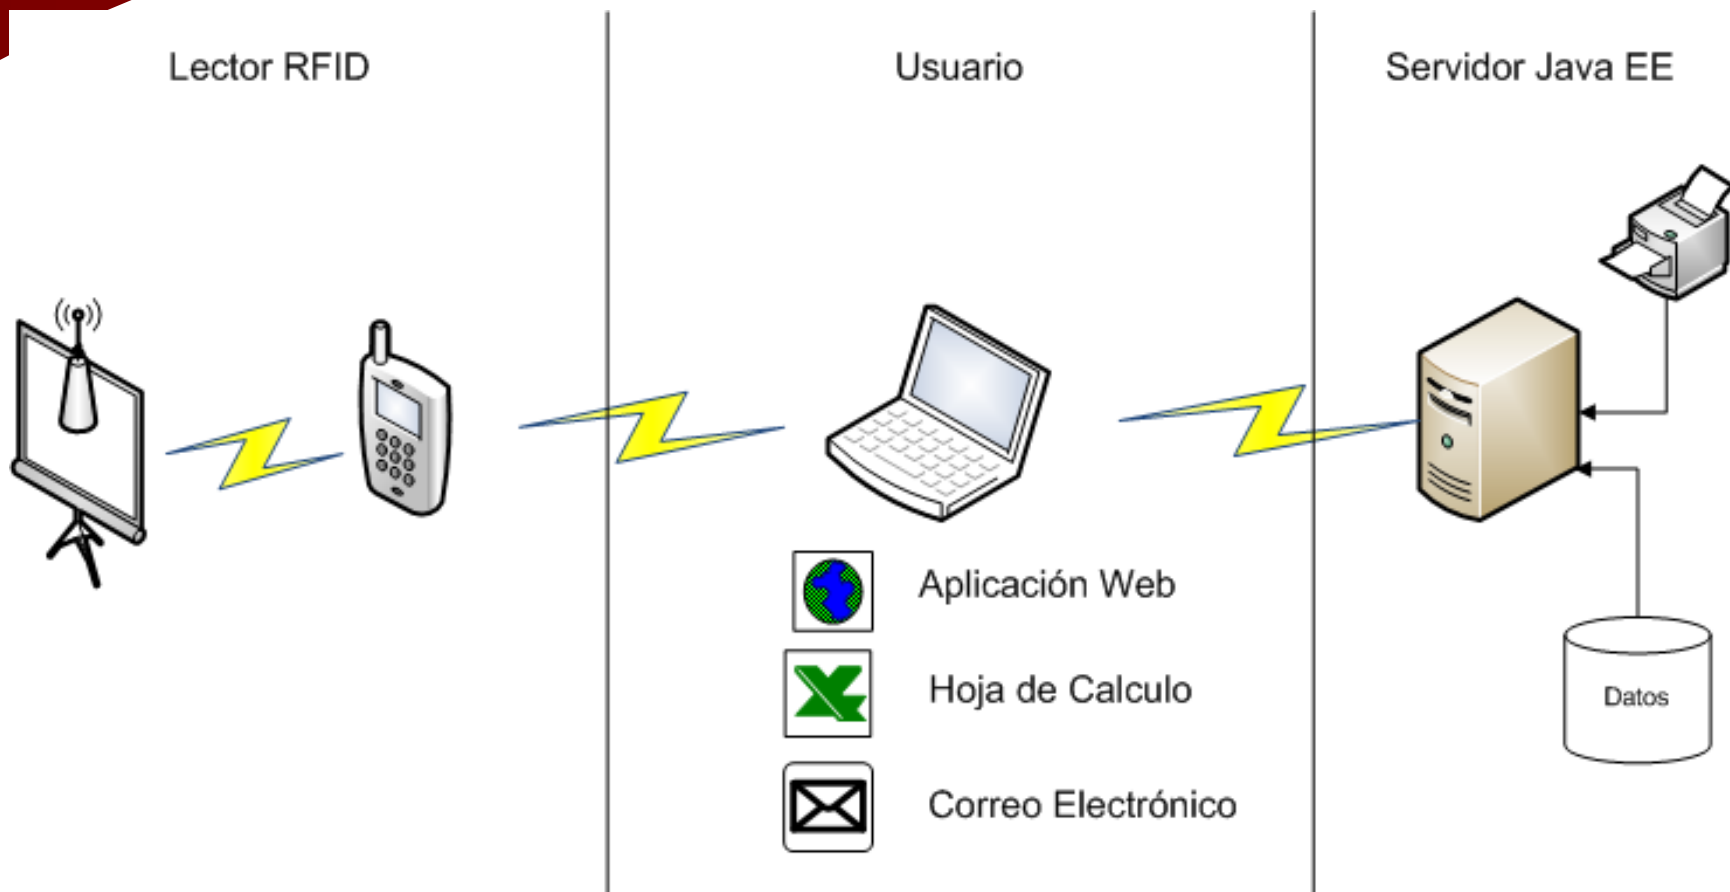 Lector RFID
Usuario
Servidor Java EE
Aplicación Web
Hoja de Calculo
Datos
Correo Electrónico